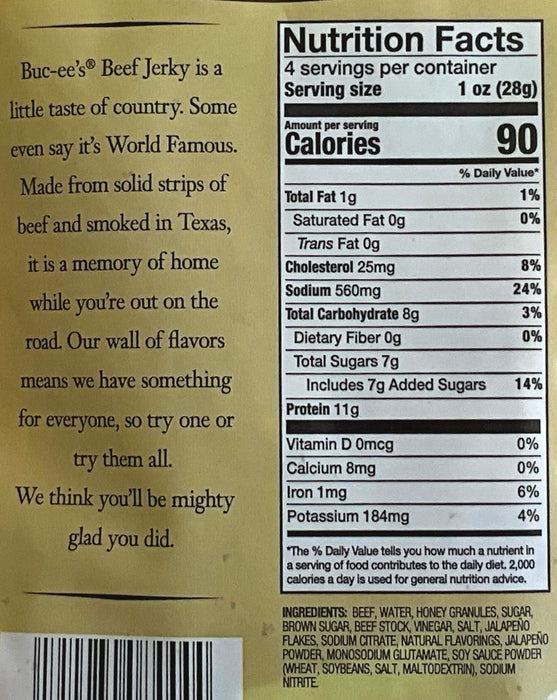 Buc-ee's® Beef Jerky is a
little taste of country. Some
even say it's World Famous.
Made from solid strips of
beef and smoked in Texas,
it is a memory of home
while you're out on the
road. Our wall of flavors
means we have something
for everyone, so try one or
try them all.
We think you'll be mighty
glad you did.
Nutrition Facts
4 servings per container
Serving size 1 oz (28g)
Amount per serving
Calories 90
% Daily Value*
Total Fat 1g 1%
Saturated Fat 0g 0%
Trans Fat 0g
Cholesterol 25mg 8%
Sodium 560mg 24%
Total Carbohydrate 8g 3%
Dietary Fiber 0g 0%
Total Sugars 7g
Includes 7g Added Sugars 14%
Protein 11g
Vitamin D 0mcg 0%
Calcium 8mg 0%
Iron 1mg 6%
Potassium 184mg 4%
*The % Daily Value tells you how much a nutrient in
a serving of food contributes to the daily diet. 2,000
calories a day is used for general nutrition advice.
INGREDIENTS: BEEF, WATER, HONEY GRANULES, SUGAR,
BROWN SUGAR, BEEF STOCK, VINEGAR, SALT, JALAPEÑO
FLAKES, SODIUM CITRATE, NATURAL FLAVORINGS, JALAPEÑO
POWDER, MONOSODIUM GLUTAMATE, SOY SAUCE POWDER
(WHEAT, SOYBEANS, SALT, MALTODEXTRIN), SODIUM
NITRITE.